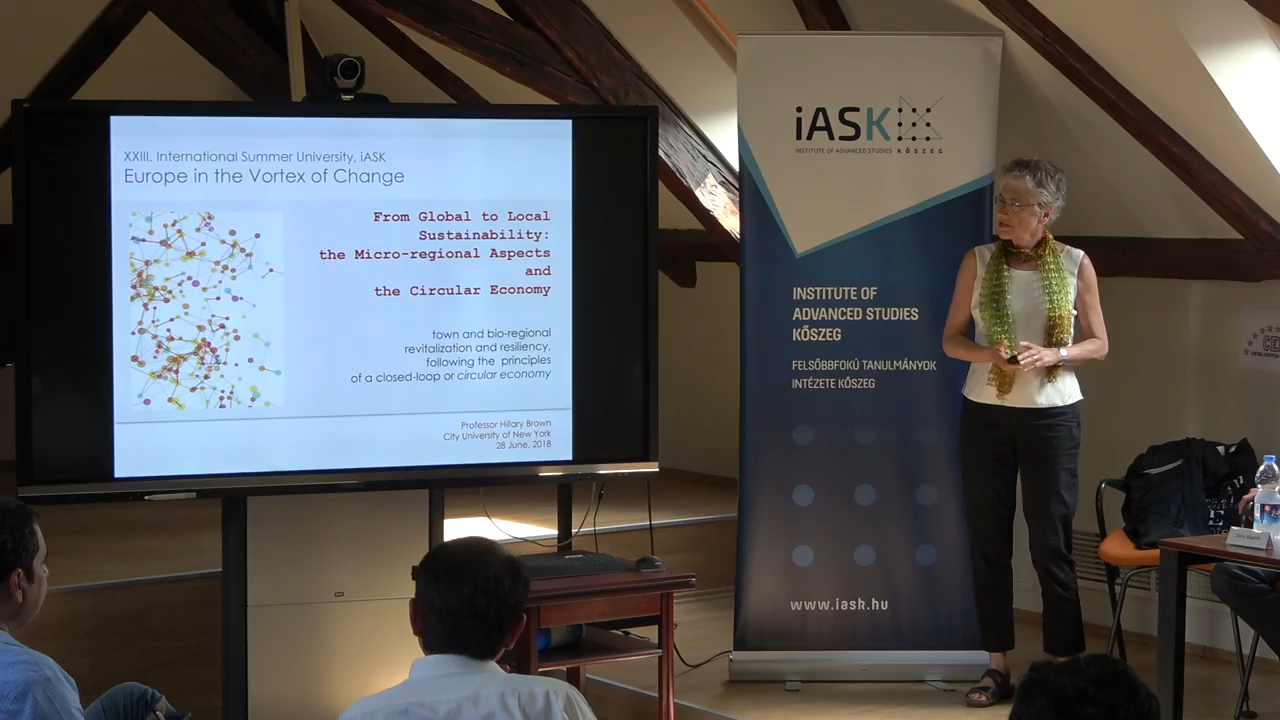 XXIII. International Summer University, iASK
Europe in the Vortex of Change
From Global to Local
Sustainability:
the Micro-regional Aspects
and
the Circular Economy
town and bio-regional
revitalization and resiliency,
following the principles
of a closed-loop or circular economy
Professor Hillary Brown
City University of New York
28 June, 2018
iASK
INSTITUTE OF ADVANCED STUDIES KŐSZEG
INSTITUTE OF
ADVANCED STUDIES
KŐSZEG
FELSŐBBFOKÚ TANULMÁNYOK
INTÉZETE KŐSZEG
www.iask.hu